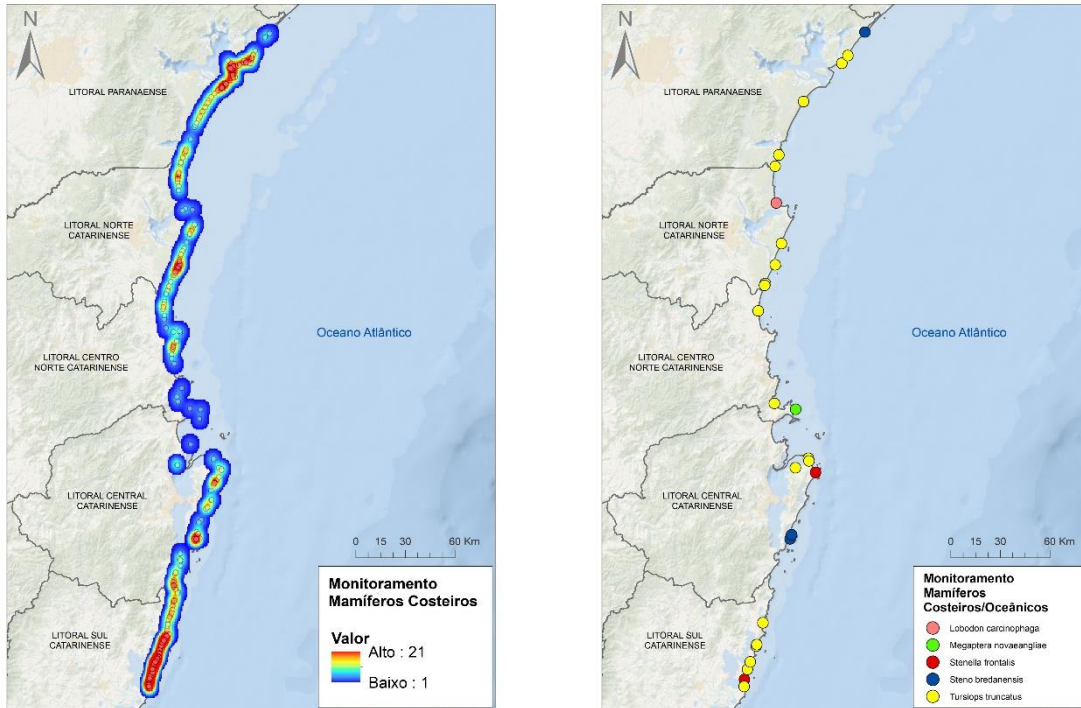 N
LITORAL PARANAENSE
LITORAL NORTE
CATARINENSE
Oceano Atlântico
LITORAL CENTRO
NORTE CATARINENSE
LITORAL CENTRAL
CATARINENSE
0 15 30 60 Km
LITORAL SUL
CATARINENSE
Monitoramento
Mamíferos Costeiros
Valor
Alto : 21
Baixo : 1
N
LITORAL PARANAENSE
LITORAL NORTE
CATARINENSE
Oceano Atlântico
LITORAL CENTRO
NORTE CATARINENSE
LITORAL CENTRAL
CATARINENSE
0 15 30 60 Km
LITORAL SUL
CATARINENSE
Monitoramento
Mamíferos
Costeiros/Oceânicos
Lobodon carcinophaga
Megaptera novaeangliae
Stenella frontalis
Steno bredanensis
Tursiops truncatus